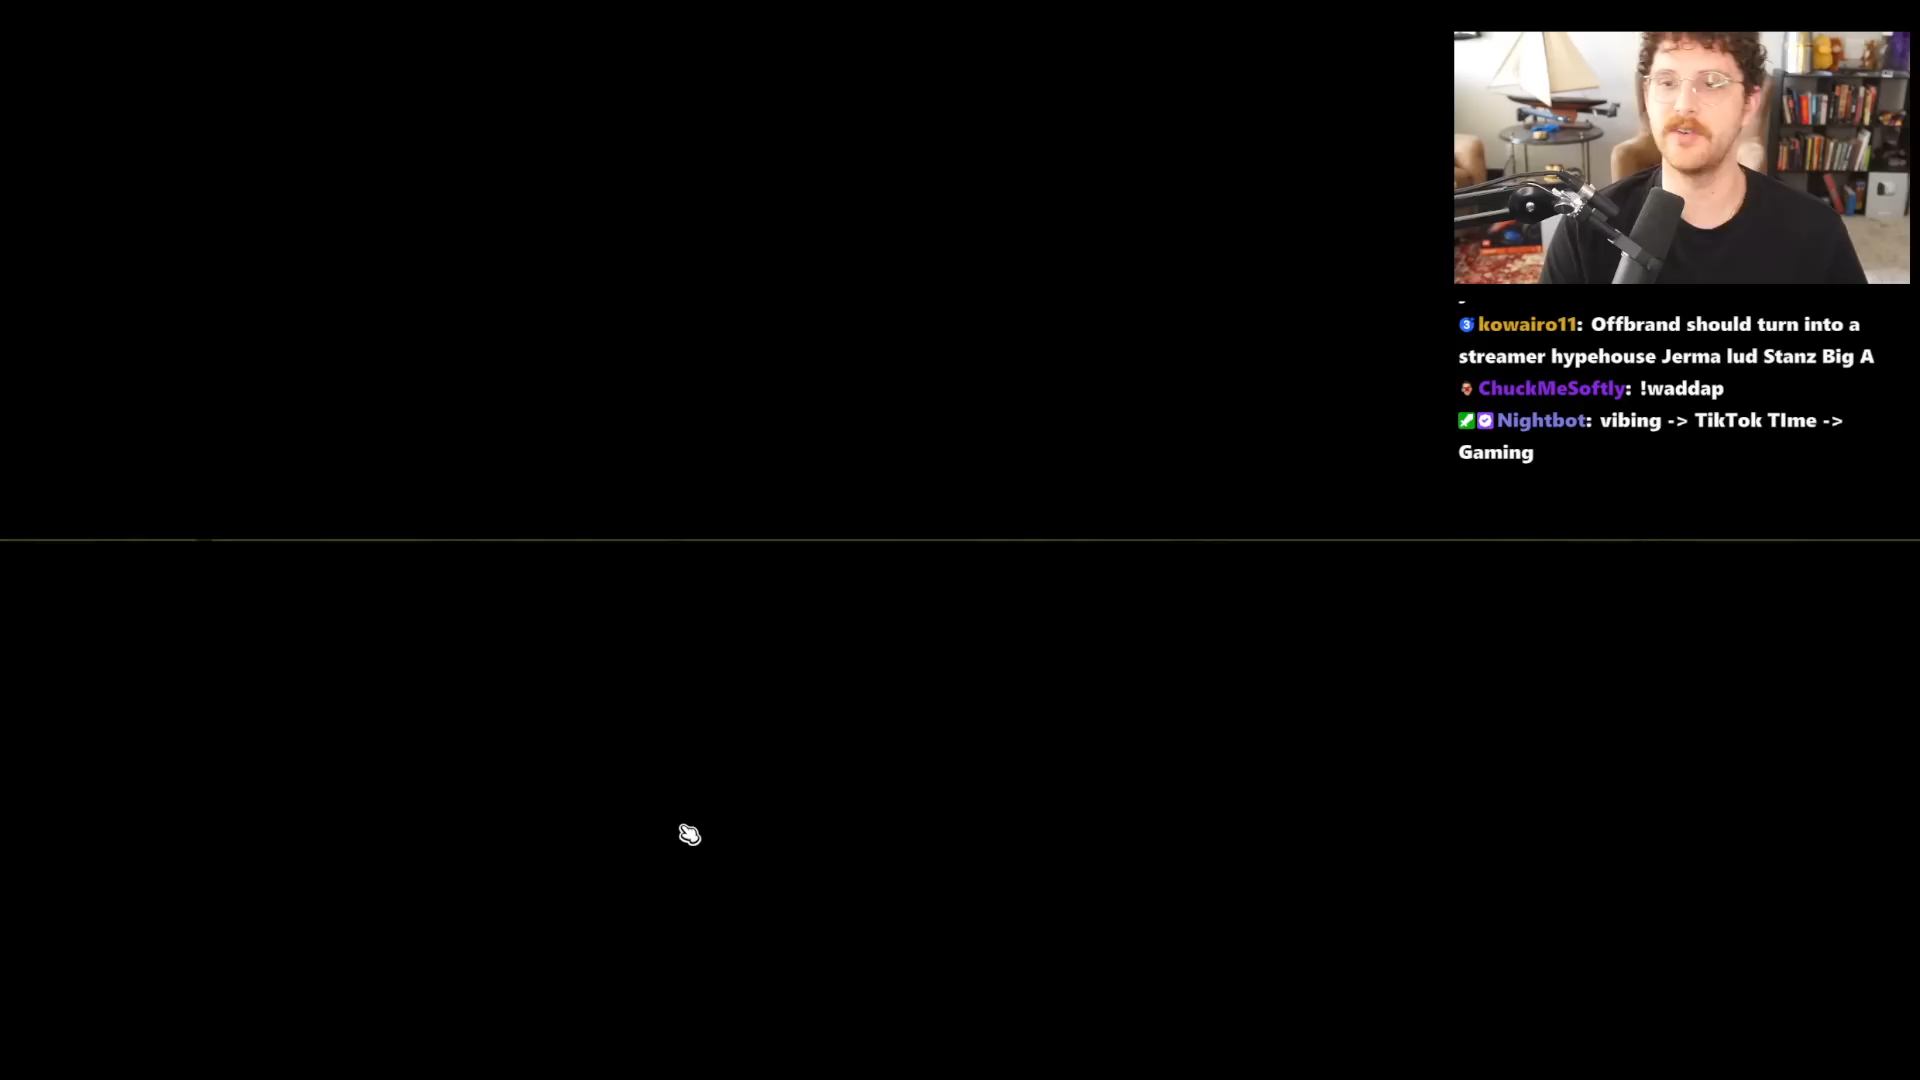 kowairo11: Offbrand should turn into a
streamer hypehouse Jerma lud Stanz Big A
ChuckMeSoftly: !waddap
Nightbot: vibing -> TikTok TIme ->
Gaming